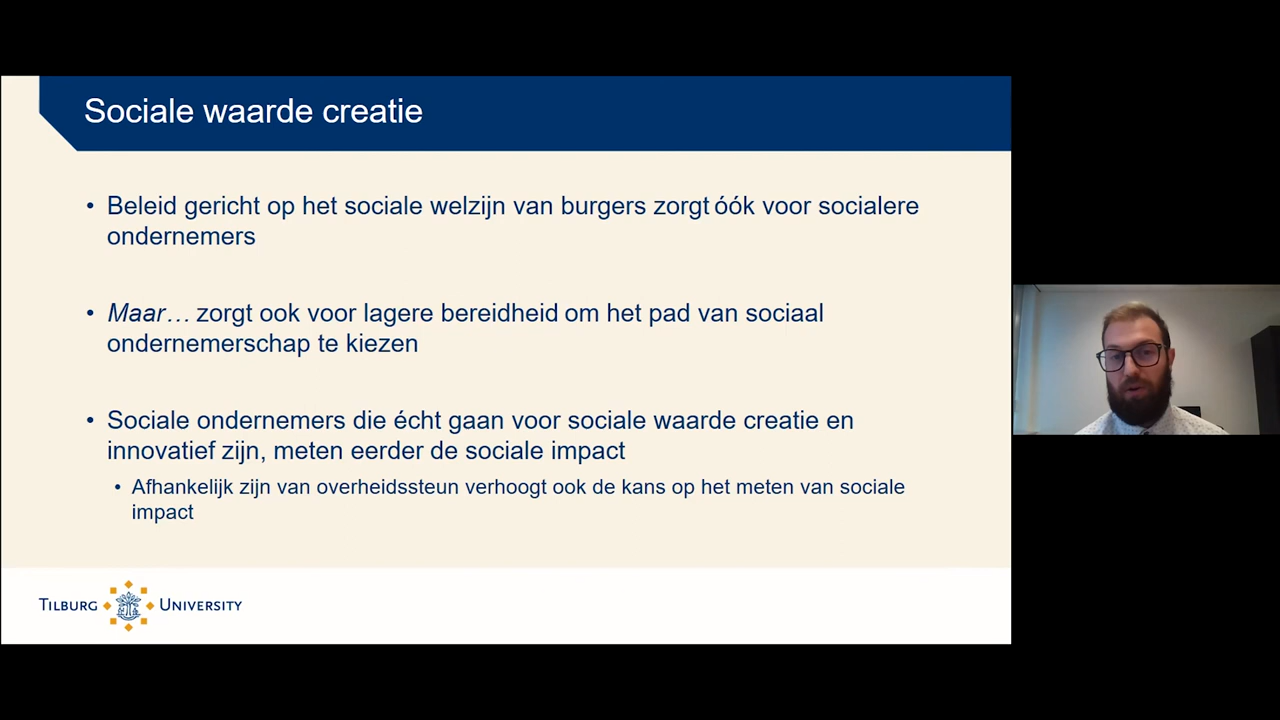 Sociale waarde creatie
• Beleid gericht op het sociale welzijn van burgers zorgt óók voor socialere
ondernemers
• Maar… zorgt ook voor lagere bereidheid om het pad van sociaal
ondernemerschap te kiezen
• Sociale ondernemers die écht gaan voor sociale waarde creatie en
innovatief zijn, meten eerder de sociale impact
• Afhankelijk zijn van overheidssteun verhoogt ook de kans op het meten van sociale
impact
TILBURG UNIVERSITY